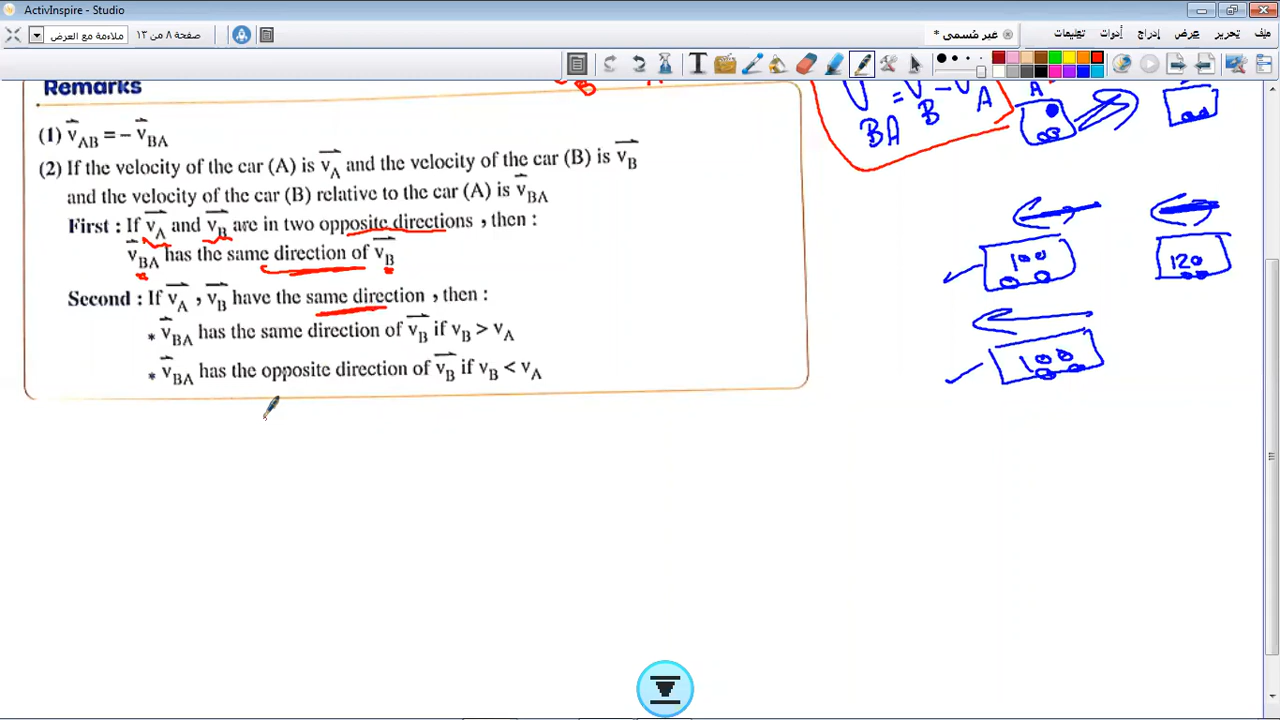 ActivInspire - Studio
ملف تحرير عرض إدراج أدوات تعليمات
غير مُسمى *
صفحة ٨ من ١٣
ملاءمة مع العرض
Remarks
(1) v⃗AB = − v⃗BA
(2) If the velocity of the car (A) is v⃗A and the velocity of the car (B) is v⃗B
and the velocity of the car (B) relative to the car (A) is v⃗BA
First : If v⃗A and v⃗B are in two opposite directions , then :
v⃗BA has the same direction of v⃗B
Second : If v⃗A , v⃗B have the same direction , then :
* v⃗BA has the same direction of v⃗B if vB > vA
* v⃗BA has the opposite direction of v⃗B if vB < vA
B
V BA = V B − V A
A
100
120
100